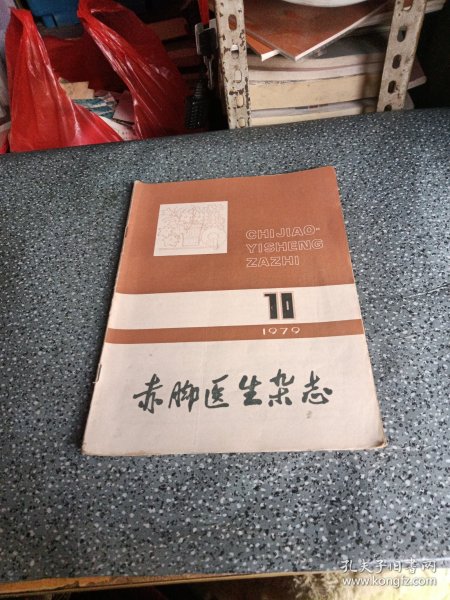 CHIJIAO-
YISHENG
ZAZHI
10
1979
赤脚医生杂志
孔夫子旧书网
www.kongfz.com